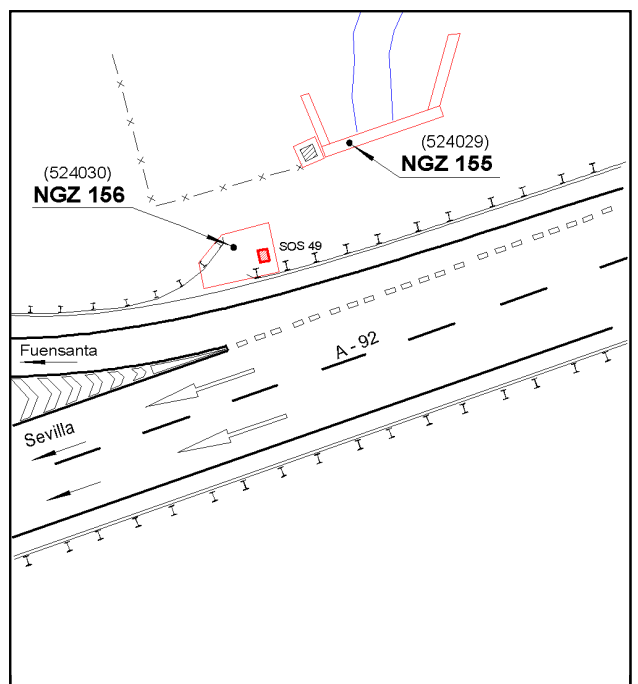 (524029)
NGZ 155
(524030)
NGZ 156
SOS 49
A - 92
Fuensanta
Sevilla